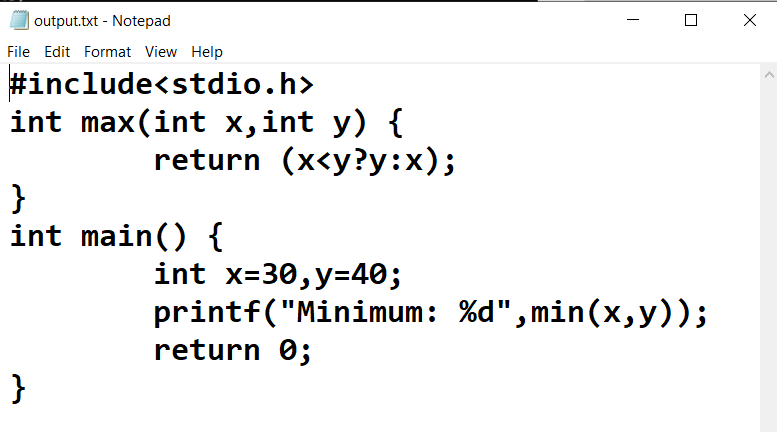 output.txt - Notepad
File Edit Format View Help
#include<stdio.h>
int max(int x,int y) {
        return (x<y?y:x);
}
int main() {
        int x=30,y=40;
        printf("Minimum: %d",min(x,y));
        return 0;
}